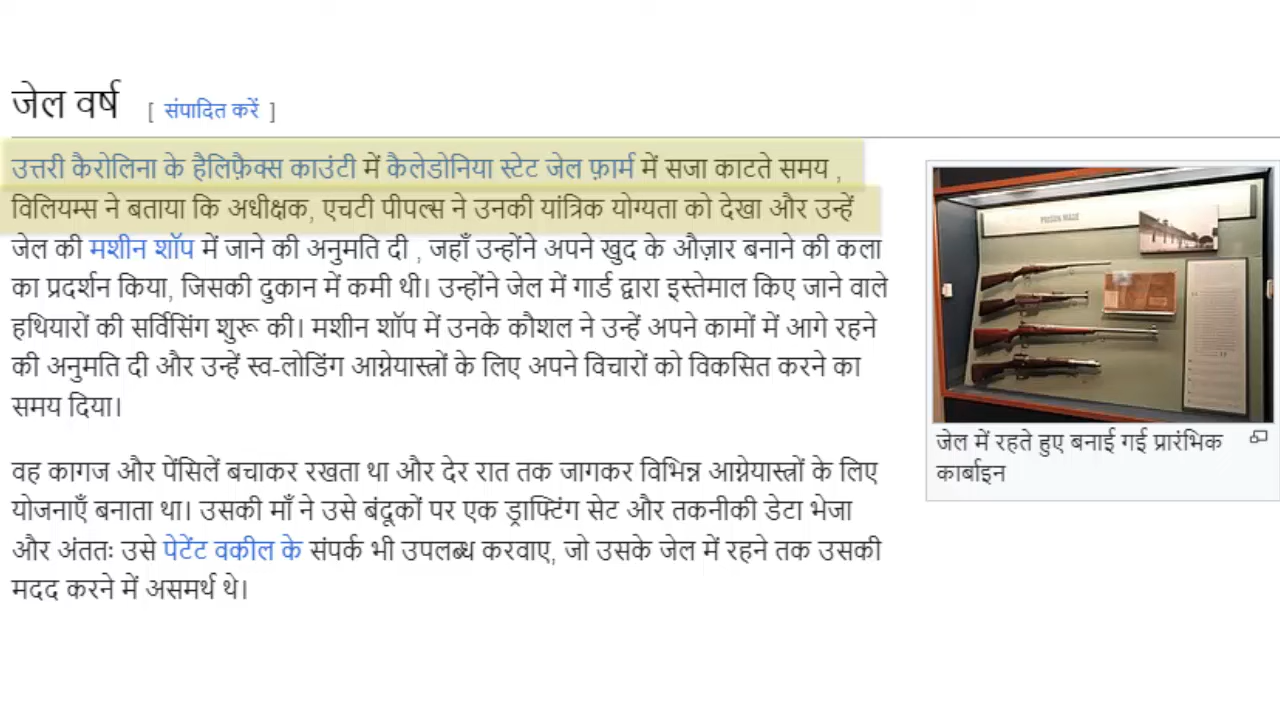 जेल वर्ष [ संपादित करें ]
उत्तरी कैरोलिना के हैलिफ़ैक्स काउंटी में कैलेडोनिया स्टेट जेल फ़ार्म में सजा काटते समय ,
विलियम्स ने बताया कि अधीक्षक, एचटी पीपल्स ने उनकी यांत्रिक योग्यता को देखा और उन्हें
जेल की मशीन शॉप में जाने की अनुमति दी , जहाँ उन्होंने अपने खुद के औज़ार बनाने की कला
का प्रदर्शन किया, जिसकी दुकान में कमी थी। उन्होंने जेल में गार्ड द्वारा इस्तेमाल किए जाने वाले
हथियारों की सर्विसिंग शुरू की। मशीन शॉप में उनके कौशल ने उन्हें अपने कामों में आगे रहने
की अनुमति दी और उन्हें स्व-लोडिंग आग्नेयास्त्रों के लिए अपने विचारों को विकसित करने का
समय दिया।
वह कागज और पेंसिलें बचाकर रखता था और देर रात तक जागकर विभिन्न आग्नेयास्त्रों के लिए
योजनाएँ बनाता था। उसकी माँ ने उसे बंदूकों पर एक ड्राफ्टिंग सेट और तकनीकी डेटा भेजा
और अंततः उसे पेटेंट वकील के संपर्क भी उपलब्ध करवाए, जो उसके जेल में रहने तक उसकी
मदद करने में असमर्थ थे।
PRISON MADE
जेल में रहते हुए बनाई गई प्रारंभिक
कार्बाइन